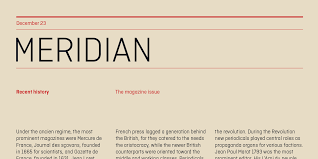 December 23
MERIDIAN
Recent history
The magazine issue
Under the ancien regime, the most
prominent magazines were Mercure de
France, Journal des sçavans, founded
in 1665 for scientists, and Gazette de
France, founded in 1631. Jean Loret
French press lagged a generation behind
the British, for they catered to the needs
the aristocracy, while the newer British
counterparts were oriented toward the
middle and working classes. Periodicals
the revolution. During the Revolution
new periodicals played central roles as
propaganda organs for various factions.
Jean Paul Marat (1793 was the most
prominent editor. His L'Ami du peuple